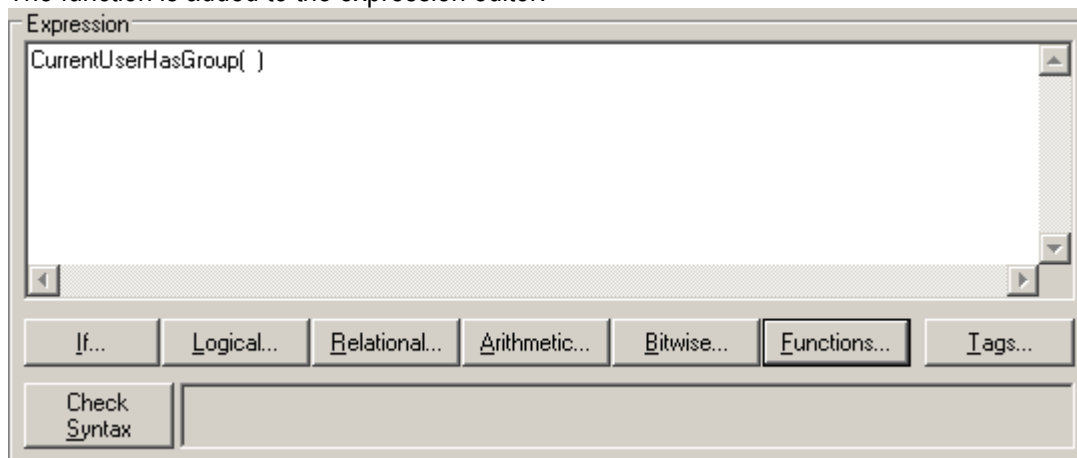 The function is added to the expression editor.
Expression
CurrentUserHasGroup( )
If... Logical... Relational... Arithmetic... Bitwise... Functions... Tags...
Check
Syntax